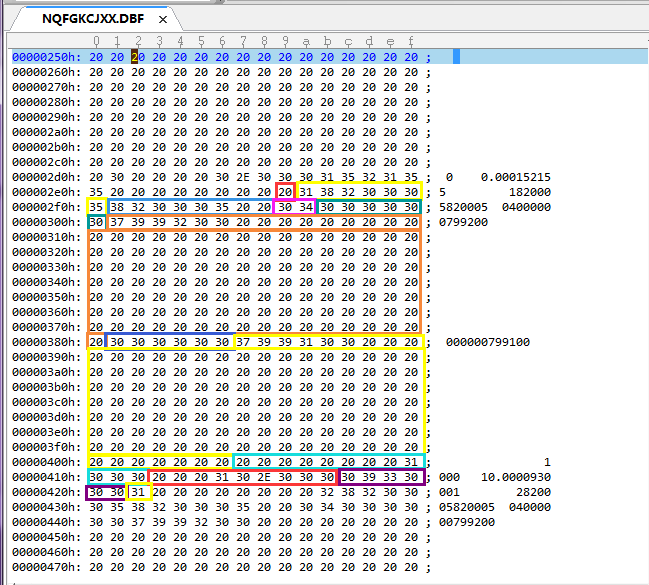 NQFGKCJXX.DBF ×
0 1 2 3 4 5 6 7 8 9 a b c d e f
00000250h: 20 20 20 20 20 20 20 20 20 20 20 20 20 20 20 20 ;
00000260h: 20 20 20 20 20 20 20 20 20 20 20 20 20 20 20 20 ;
00000270h: 20 20 20 20 20 20 20 20 20 20 20 20 20 20 20 20 ;
00000280h: 20 20 20 20 20 20 20 20 20 20 20 20 20 20 20 20 ;
00000290h: 20 20 20 20 20 20 20 20 20 20 20 20 20 20 20 20 ;
000002a0h: 20 20 20 20 20 20 20 20 20 20 20 20 20 20 20 20 ;
000002b0h: 20 20 20 20 20 20 20 20 20 20 20 20 20 20 20 20 ;
000002c0h: 20 20 20 20 20 20 20 20 20 20 20 20 20 20 20 20 ;
000002d0h: 20 30 20 20 20 20 30 2E 30 30 30 31 35 32 31 35 ; 0 0.00015215
000002e0h: 35 20 20 20 20 20 20 20 20 20 31 38 32 30 30 30 ; 5 182000
000002f0h: 35 38 32 30 30 30 35 20 20 30 34 30 30 30 30 30 ; 5820005 0400000
00000300h: 30 37 39 39 32 30 30 20 20 20 20 20 20 20 20 20 ; 0799200
00000310h: 20 20 20 20 20 20 20 20 20 20 20 20 20 20 20 20 ;
00000320h: 20 20 20 20 20 20 20 20 20 20 20 20 20 20 20 20 ;
00000330h: 20 20 20 20 20 20 20 20 20 20 20 20 20 20 20 20 ;
00000340h: 20 20 20 20 20 20 20 20 20 20 20 20 20 20 20 20 ;
00000350h: 20 20 20 20 20 20 20 20 20 20 20 20 20 20 20 20 ;
00000360h: 20 20 20 20 20 20 20 20 20 20 20 20 20 20 20 20 ;
00000370h: 20 20 20 20 20 20 20 20 20 20 20 20 20 20 20 20 ;
00000380h: 20 30 30 30 30 30 30 37 39 39 31 30 30 20 20 20 ; 000000799100
00000390h: 20 20 20 20 20 20 20 20 20 20 20 20 20 20 20 20 ;
000003a0h: 20 20 20 20 20 20 20 20 20 20 20 20 20 20 20 20 ;
000003b0h: 20 20 20 20 20 20 20 20 20 20 20 20 20 20 20 20 ;
000003c0h: 20 20 20 20 20 20 20 20 20 20 20 20 20 20 20 20 ;
000003d0h: 20 20 20 20 20 20 20 20 20 20 20 20 20 20 20 20 ;
000003e0h: 20 20 20 20 20 20 20 20 20 20 20 20 20 20 20 20 ;
000003f0h: 20 20 20 20 20 20 20 20 20 20 20 20 20 20 20 20 ;
00000400h: 20 20 20 20 20 20 20 20 20 20 20 20 20 20 20 31 ; 1
00000410h: 30 30 30 20 20 20 31 30 2E 30 30 30 30 39 33 30 ; 000 10.0000930
00000420h: 30 30 31 20 20 20 20 20 20 20 20 32 38 32 30 30 ; 001 28200
00000430h: 30 35 38 32 30 30 30 35 20 20 30 34 30 30 30 30 ; 05820005 040000
00000440h: 30 30 37 39 39 32 30 30 20 20 20 20 20 20 20 20 ; 00799200
00000450h: 20 20 20 20 20 20 20 20 20 20 20 20 20 20 20 20 ;
00000460h: 20 20 20 20 20 20 20 20 20 20 20 20 20 20 20 20 ;
00000470h: 20 20 20 20 20 20 20 20 20 20 20 20 20 20 20 20 ;